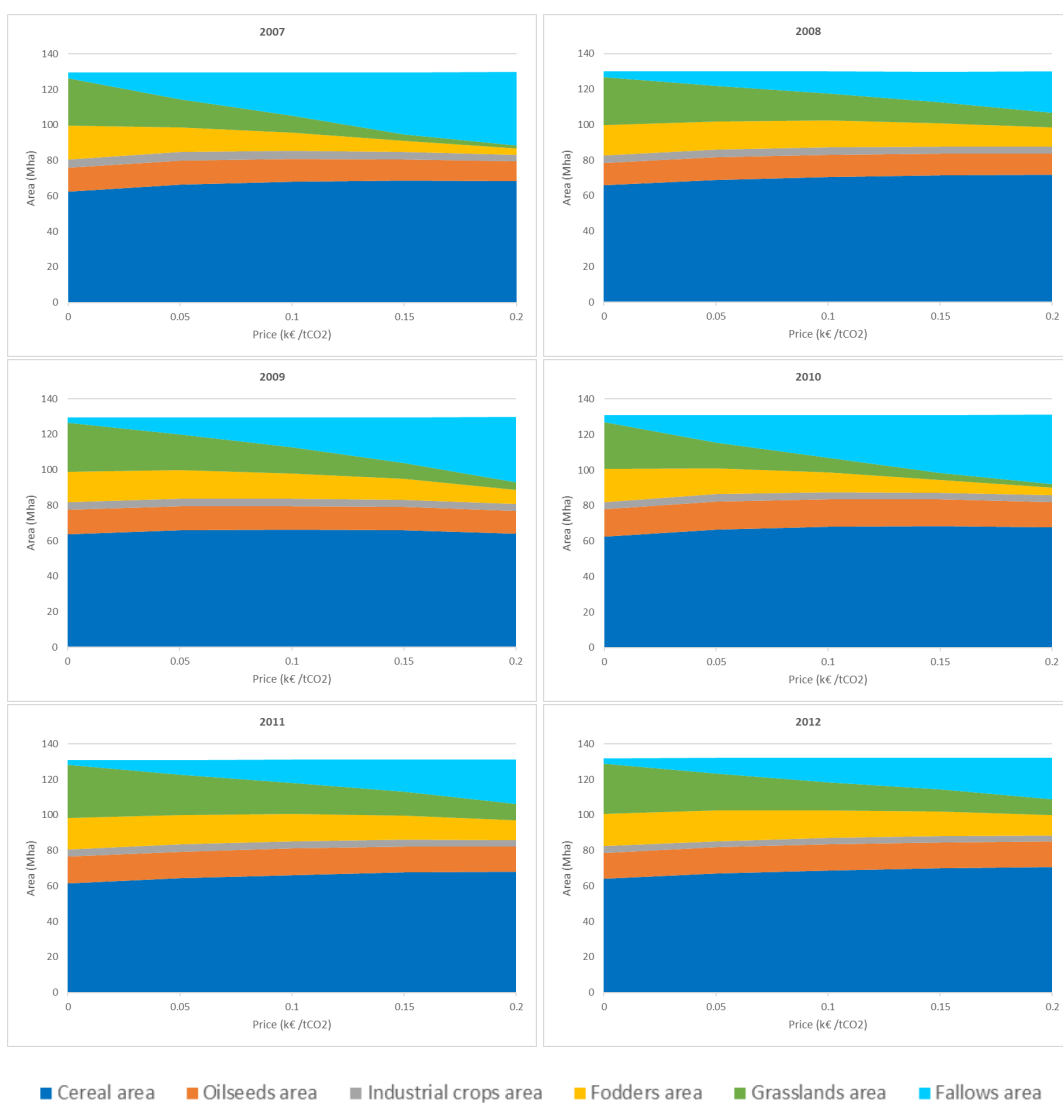 2007
140
120
100
80
60
40
20
0
Area (Mha)
0 0.05 0.1 0.15 0.2
Price (k€ /tCO2)
2008
140
120
100
80
60
40
20
0
Area (Mha)
0 0.05 0.1 0.15 0.2
Price (k€ /tCO2)
2009
140
120
100
80
60
40
20
0
Area (Mha)
0 0.05 0.1 0.15 0.2
Price (k€ /tCO2)
2010
140
120
100
80
60
40
20
0
Area (Mha)
0 0.05 0.1 0.15 0.2
Price (k€ /tCO2)
2011
140
120
100
80
60
40
20
0
Area (Mha)
0 0.05 0.1 0.15 0.2
Price (k€ /tCO2)
2012
140
120
100
80
60
40
20
0
Area (Mha)
0 0.05 0.1 0.15 0.2
Price (k€ /tCO2)
Cereal area Oilseeds area Industrial crops area Fodders area Grasslands area Fallows area